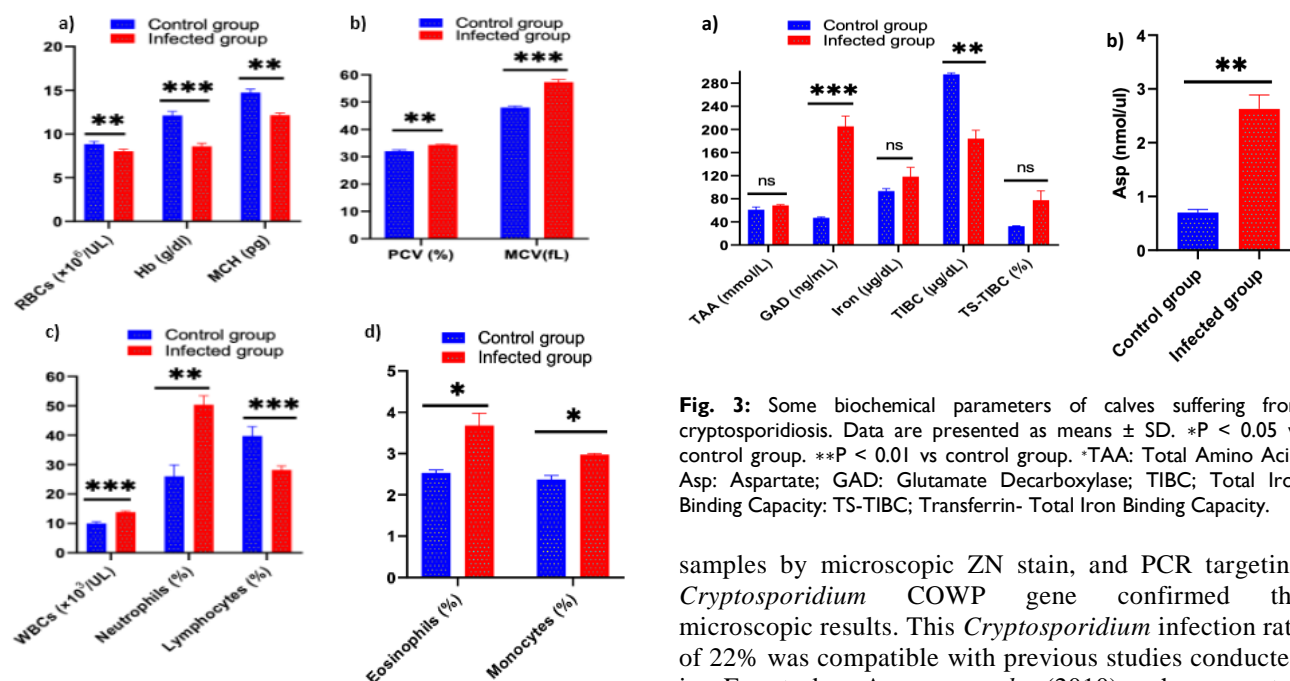 a)
Control group
Infected group
20
15
10
5
0
**
***
**
RBCs (×10⁶/UL)
Hb (g/dl)
MCH (pg)
b)
Control group
Infected group
60
50
40
30
20
10
0
**
***
PCV (%)
MCV(fL)
c)
Control group
Infected group
60
50
40
30
20
10
0
***
**
***
WBCs (×10³/UL)
Neutrophils (%)
Lymphocytes (%)
d)
Control group
Infected group
5
4
3
2
1
0
*
*
Eosinophils (%)
Monocytes (%)
a)
Control group
Infected group
280
240
200
160
120
80
40
0
ns
***
ns
**
ns
TAA (mmol/L)
GAD (ng/mL)
Iron (µg/dL)
TIBC (µg/dL)
TS-TIBC (%)
b)
Asp (nmol/ul)
4
3
2
1
0
**
Control group
Infected group
Fig. 3: Some biochemical parameters of calves suffering from
cryptosporidiosis. Data are presented as means ± SD. *P < 0.05 v
control group. **P < 0.01 vs control group. *TAA: Total Amino Aci
Asp: Aspartate; GAD: Glutamate Decarboxylase; TIBC; Total Iro
Binding Capacity: TS-TIBC; Transferrin- Total Iron Binding Capacity.
samples by microscopic ZN stain, and PCR targetin
Cryptosporidium COWP gene confirmed th
microscopic results. This Cryptosporidium infection rat
of 22% was compatible with previous studies conducte